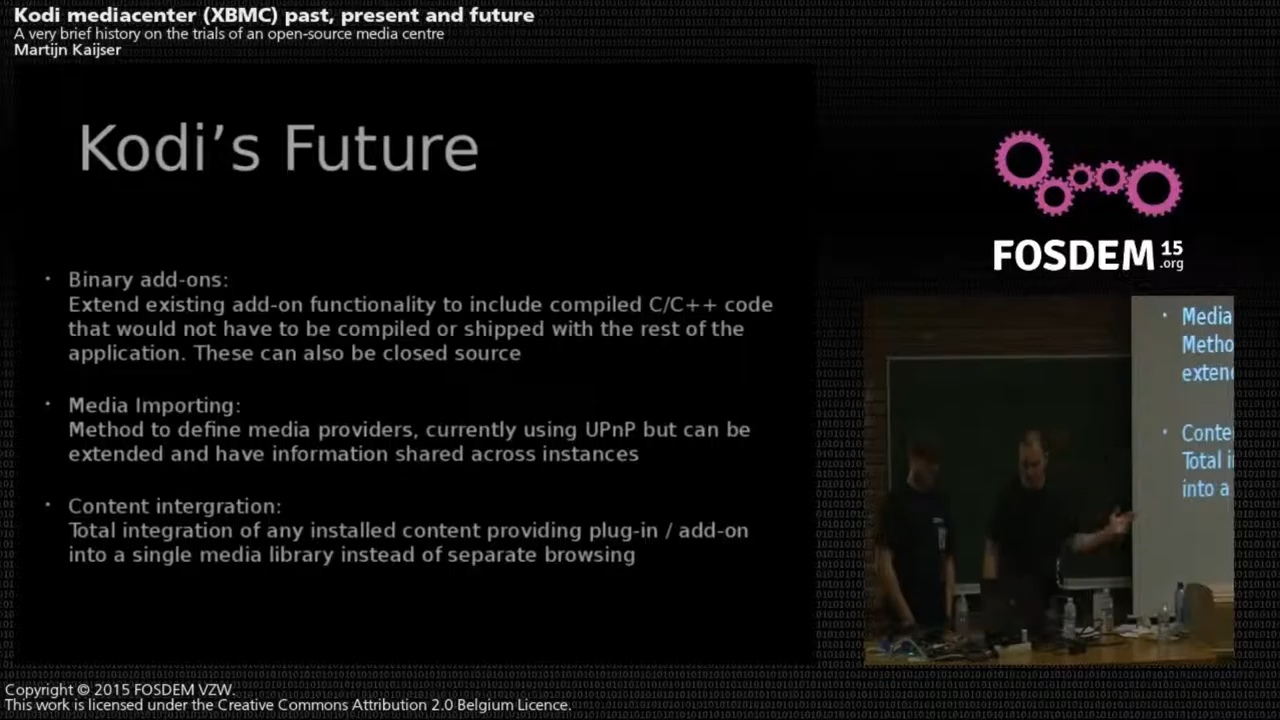 Kodi mediacenter (XBMC) past, present and future
A very brief history on the trials of an open-source media centre
Martijn Kaijser
Kodi’s Future
• Binary add-ons:
Extend existing add-on functionality to include compiled C/C++ code
that would not have to be compiled or shipped with the rest of the
application. These can also be closed source
• Media Importing:
Method to define media providers, currently using UPnP but can be
extended and have information shared across instances
• Content intergration:
Total integration of any installed content providing plug-in / add-on
into a single media library instead of separate browsing
FOSDEM 15
.org
• Media
Metho
exten
• Conte
Total i
into a
Copyright © 2015 FOSDEM VZW.
This work is licensed under the Creative Commons Attribution 2.0 Belgium Licence.